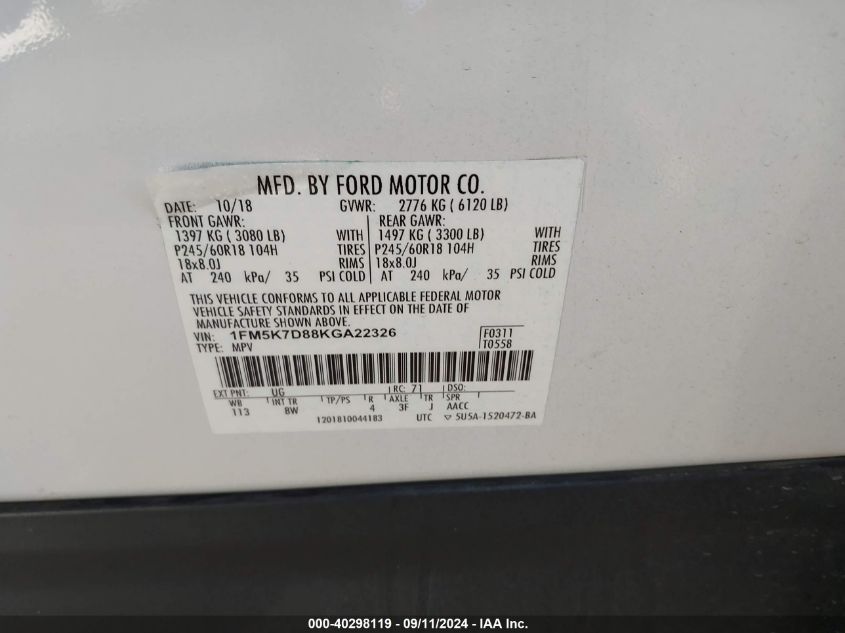 MFD. BY FORD MOTOR CO.
DATE: 10/18 GVWR: 2776 KG ( 6120 LB)
FRONT GAWR: REAR GAWR:
1397 KG ( 3080 LB) WITH 1497 KG ( 3300 LB) WITH
P245/60R18 104H TIRES P245/60R18 104H TIRES
18x8.0J RIMS 18x8.0J RIMS
AT 240 kPa/ 35 PSI COLD AT 240 kPa/ 35 PSI COLD
THIS VEHICLE CONFORMS TO ALL APPLICABLE FEDERAL MOTOR
VEHICLE SAFETY STANDARDS IN EFFECT ON THE DATE OF
MANUFACTURE SHOWN ABOVE.
VIN: 1FM5K7D88KGA22326 F0311
TYPE: MPV T0558
EXT PNT: UG RC: 71 DSO:
WB INT TR TP/PS R AXLE TR SPR
113 8W 4 3F J AACC
1201810044183 UTC ▽ 5U5A-1520472-BA
000-40298119 - 09/11/2024 - IAA Inc.